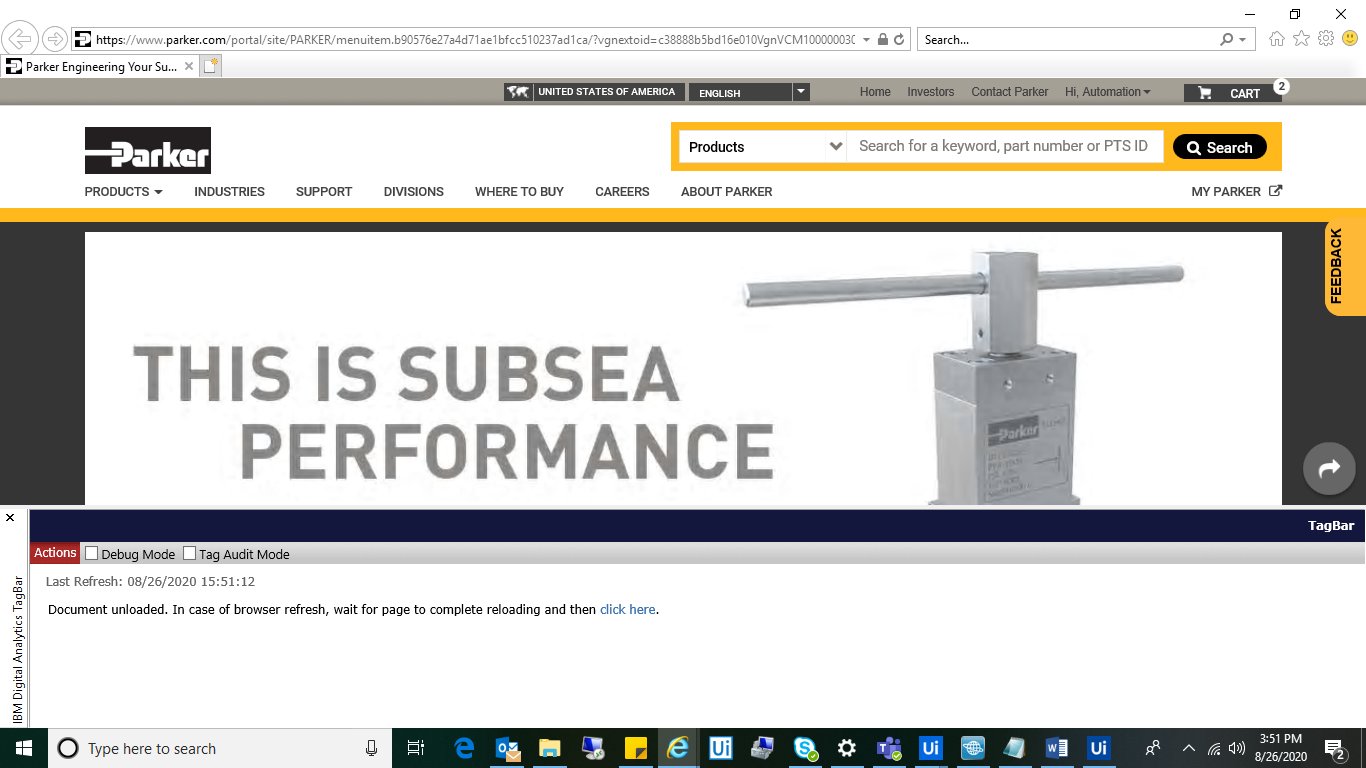 https://www.parker.com/portal/site/PARKER/menuitem.b90576e27a4d71ae1bfcc510237ad1ca/?vgnextoid=c38888b5bd16e010VgnVCM10000003
Search...
Parker Engineering Your Su...
UNITED STATES OF AMERICA
ENGLISH
Home
Investors
Contact Parker
Hi, Automation
CART
2
Parker
Products
Search for a keyword, part number or PTS ID
Search
PRODUCTS
INDUSTRIES
SUPPORT
DIVISIONS
WHERE TO BUY
CAREERS
ABOUT PARKER
MY PARKER
FEEDBACK
THIS IS SUBSEA
PERFORMANCE
Parker
TagBar
Actions
Debug Mode
Tag Audit Mode
Last Refresh: 08/26/2020 15:51:12
Document unloaded. In case of browser refresh, wait for page to complete reloading and then click here.
IBM Digital Analytics TagBar
Type here to search
3:51 PM
8/26/2020
2